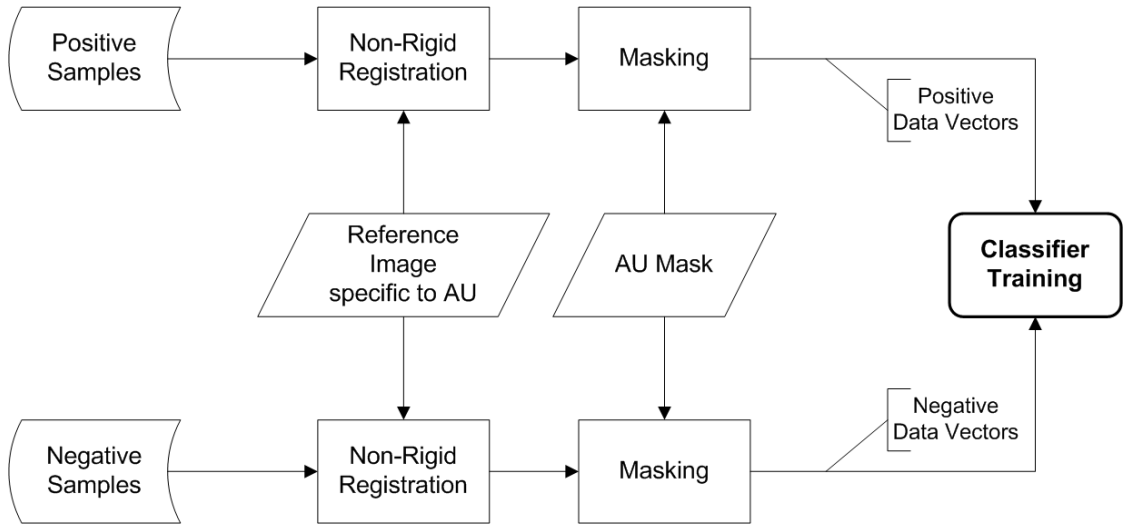 Positive
Samples
Non-Rigid
Registration
Masking
Positive
Data Vectors
Reference
Image
specific to AU
AU Mask
Classifier
Training
Negative
Samples
Non-Rigid
Registration
Masking
Negative
Data Vectors